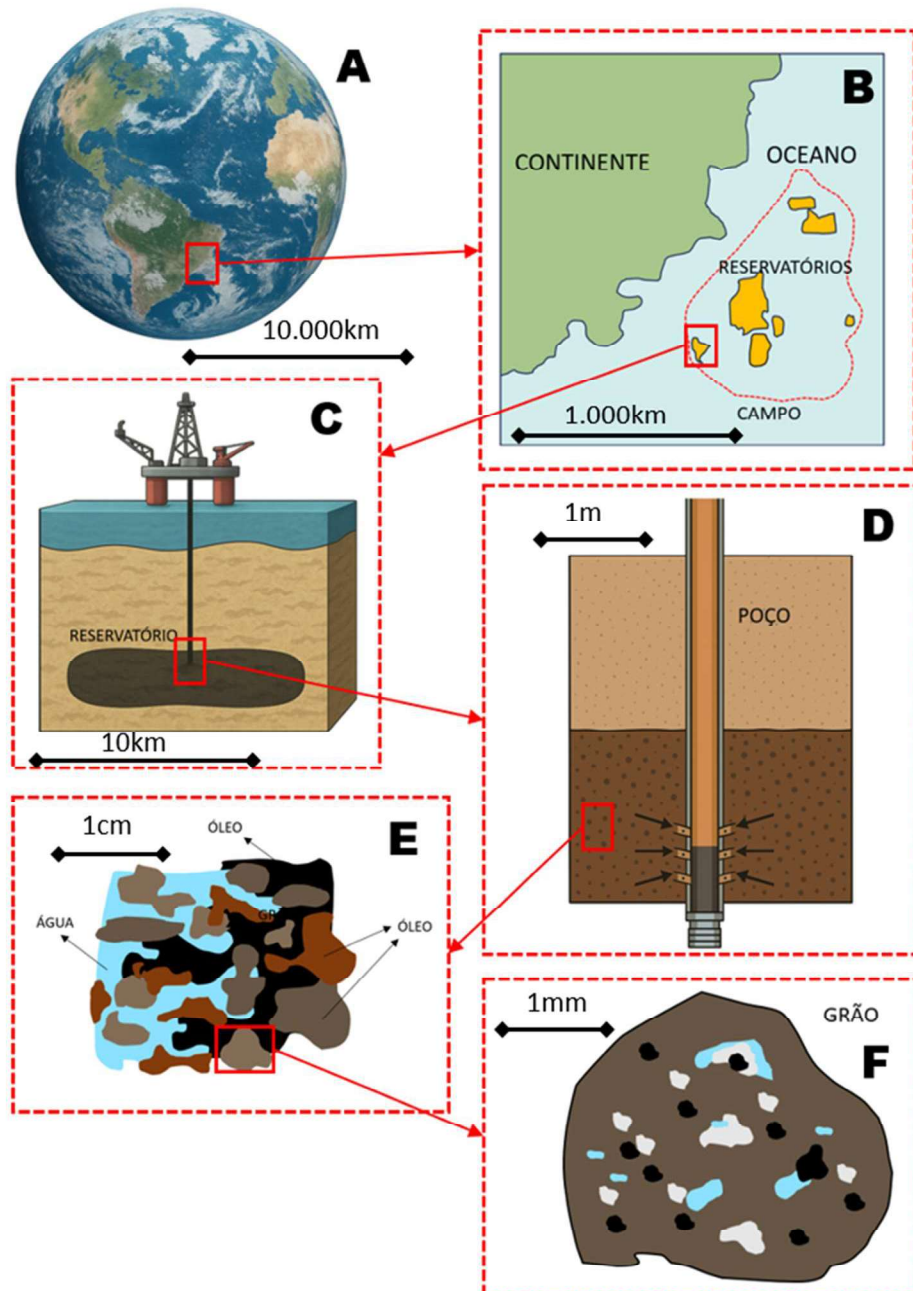 A
10.000km
B
CONTINENTE
OCEANO
RESERVATÓRIOS
CAMPO
1.000km
C
RESERVATÓRIO
10km
D
1m
POÇO
E
1cm
ÓLEO
ÁGUA
ÓLEO
F
1mm
GRÃO